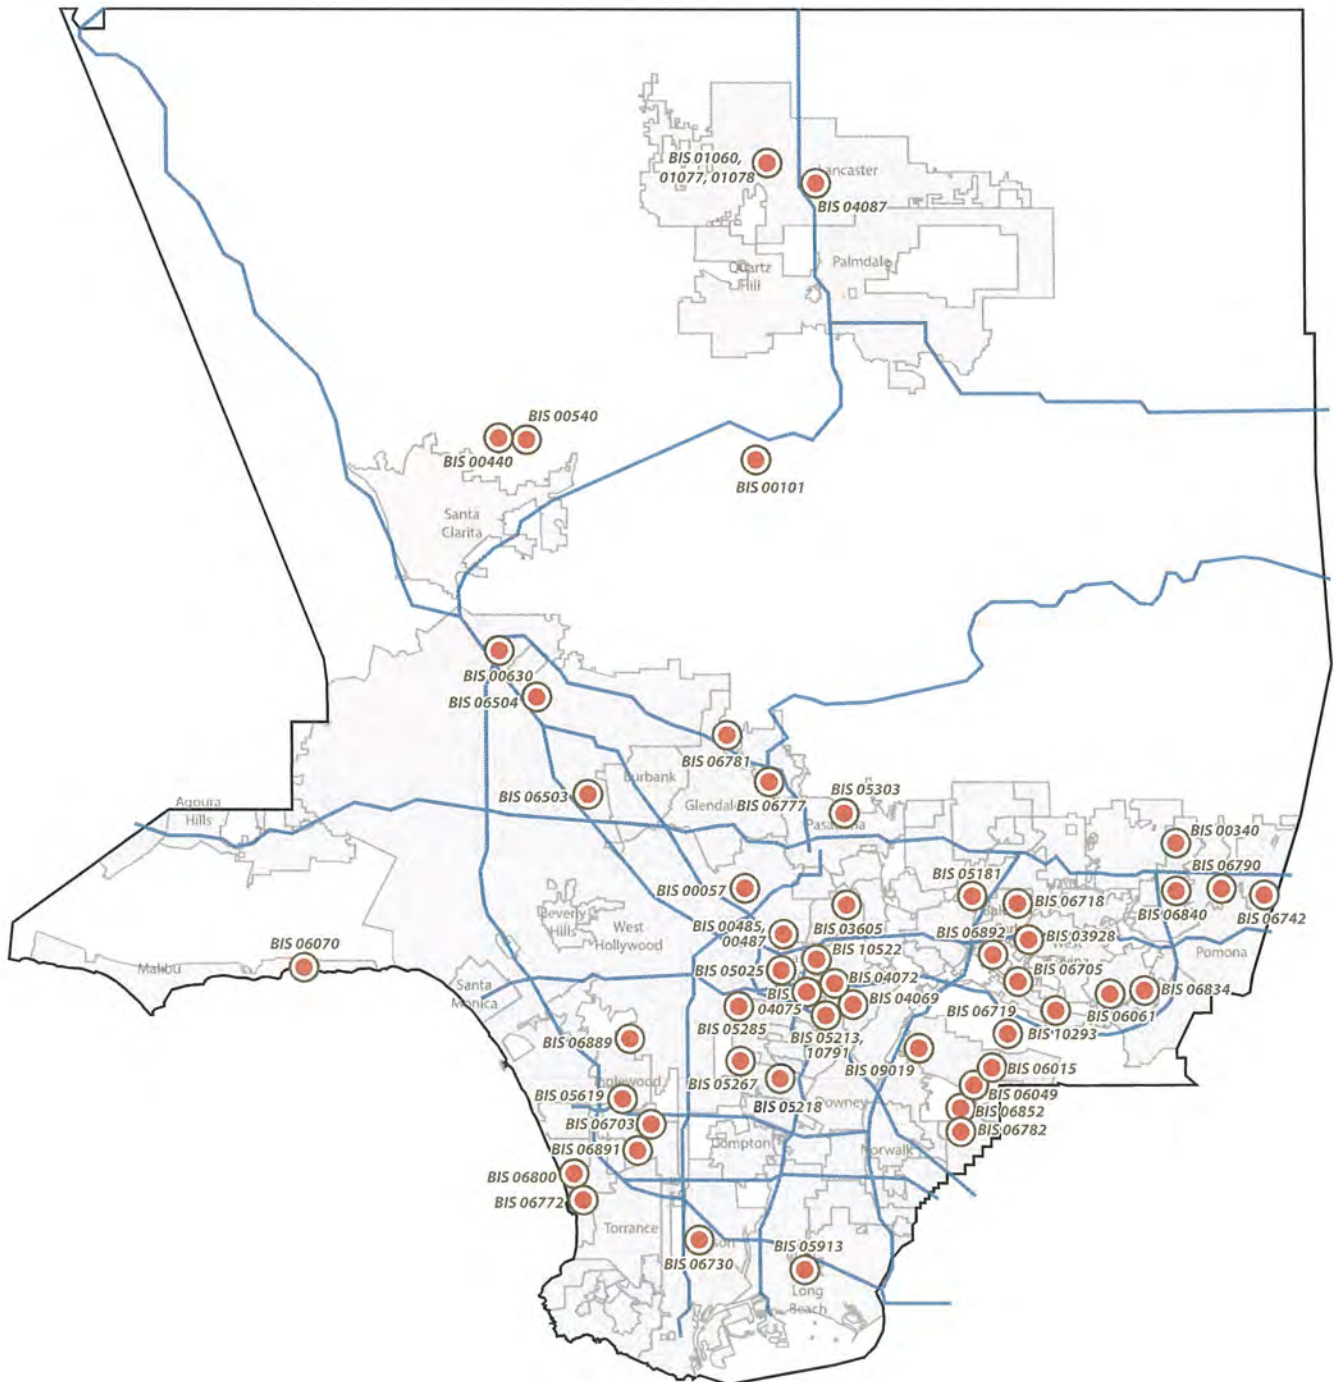 BIS 01060,
01077, 01078
Lancaster
BIS 04087
Quartz
Hill
Palmdale
BIS 00540
BIS 00440
BIS 00101
Santa
Clarita
BIS 00630
BIS 06504
BIS 06781
BIS 06503
Burbank
Glendale
BIS 06777
BIS 05303
Pasadena
Agoura
Hills
BIS 00340
BIS 06790
BIS 00057
BIS 05181
BIS 06718
BIS 06840
BIS 06742
Beverly
Hills
West
Hollywood
BIS 00485,
00487
BIS 03605
BIS 10522
BIS 06892
BIS 03928
West
Pomona
BIS 06070
Malibu
BIS 05025
BIS 04072
BIS 06705
Santa
Monica
BIS
04075
BIS 04069
BIS 06834
BIS 06061
BIS 05285
BIS 06719
BIS 10293
BIS 06889
BIS 05213,
10791
BIS 09019
BIS 05267
BIS 06015
Inglewood
BIS 05218
BIS 06049
BIS 05619
Downey
BIS 06852
BIS 06703
BIS 06782
BIS 06891
Compton
Norwalk
BIS 06800
BIS 06772
Torrance
BIS 06730
BIS 05913
Long
Beach